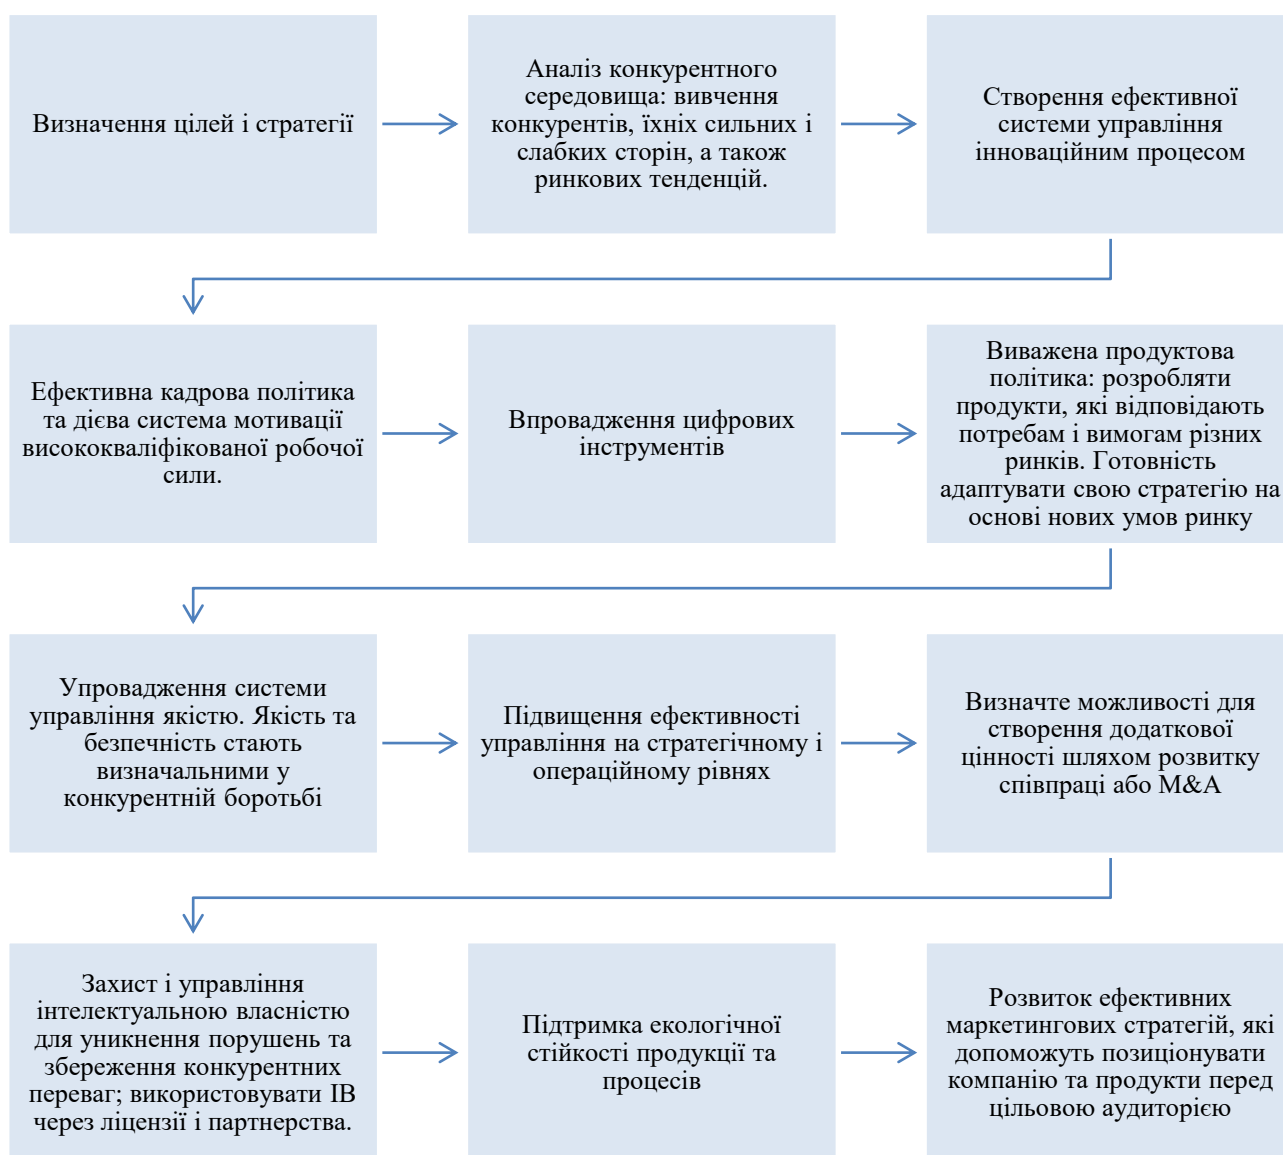 Визначення цілей і стратегії
Аналіз конкурентного
середовища: вивчення
конкурентів, їхніх сильних і
слабких сторін, а також
ринкових тенденцій.
Створення ефективної
системи управління
інноваційним процесом
Ефективна кадрова політика
та дієва система мотивації
висококваліфікованої робочої
сили.
Впровадження цифрових
інструментів
Виважена продуктова
політика: розробляти
продукти, які відповідають
потребам і вимогам різних
ринків. Готовність
адаптувати свою стратегію на
основі нових умов ринку
Упровадження системи
управління якістю. Якість та
безпечність стають
визначальними у
конкурентній боротьбі
Підвищення ефективності
управління на стратегічному і
операційному рівнях
Визначте можливості для
створення додаткової
цінності шляхом розвитку
співпраці або M&A
Захист і управління
інтелектуальною власністю
для уникнення порушень та
збереження конкурентних
переваг; використовувати ІВ
через ліцензії і партнерства.
Підтримка екологічної
стійкості продукції та
процесів
Розвиток ефективних
маркетингових стратегій, які
допоможуть позиціонувати
компанію та продукти перед
цільовою аудиторією